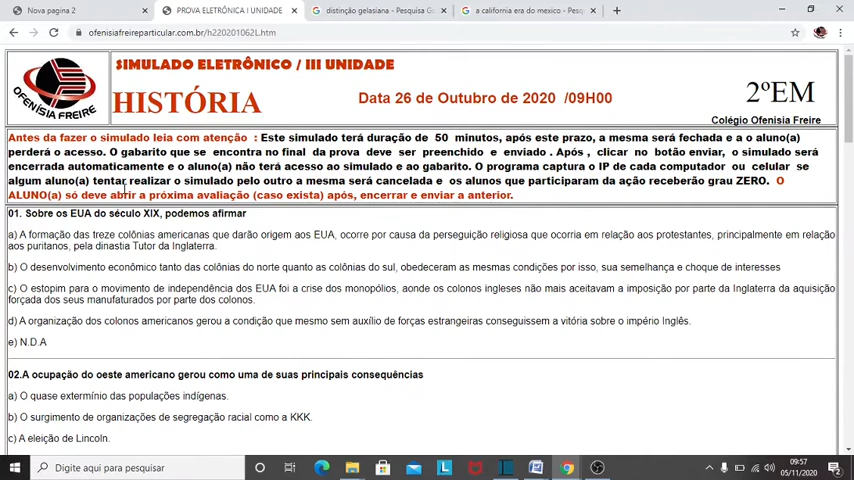 Nova pagina 2
PROVA ELETRÔNICA I UNIDADE
distinção gelasiana - Pesquisa Go
a california era do mexico - Pesqu
ofenisiafreireparticular.com.br/h220201062L.htm
OFENÍSIA FREIRE
SIMULADO ELETRÔNICO / III UNIDADE
HISTÓRIA
Data 26 de Outubro de 2020 /09H00
2ºEM
Colégio Ofenísia Freire
Antes da fazer o simulado leia com atenção : Este simulado terá duração de 50 minutos, após este prazo, a mesma será fechada e a o aluno(a)
perderá o acesso. O gabarito que se encontra no final da prova deve ser preenchido e enviado . Após , clicar no botão enviar, o simulado será
encerrada automaticamente e o aluno(a) não terá acesso ao simulado e ao gabarito. O programa captura o IP de cada computador ou celular se
algum aluno(a) tentar realizar o simulado pelo outro a mesma será cancelada e os alunos que participaram da ação receberão grau ZERO. O
ALUNO(a) só deve abrir a próxima avaliação (caso exista) após, encerrar e enviar a anterior.
01. Sobre os EUA do século XIX, podemos afirmar
a) A formação das treze colônias americanas que darão origem aos EUA, ocorre por causa da perseguição religiosa que ocorria em relação aos protestantes, principalmente em relação
aos puritanos, pela dinastia Tutor da Inglaterra.
b) O desenvolvimento econômico tanto das colônias do norte quanto as colônias do sul, obedeceram as mesmas condições por isso, sua semelhança e choque de interesses
c) O estopim para o movimento de independência dos EUA foi a crise dos monopólios, aonde os colonos ingleses não mais aceitavam a imposição por parte da Inglaterra da aquisição
forçada dos seus manufaturados por parte dos colonos.
d) A organização dos colonos americanos gerou a condição que mesmo sem auxílio de forças estrangeiras conseguissem a vitória sobre o império Inglês.
e) N.D.A
02.A ocupação do oeste americano gerou como uma de suas principais consequências
a) O quase extermínio das populações indígenas.
b) O surgimento de organizações de segregação racial como a KKK.
c) A eleição de Lincoln.
Digite aqui para pesquisar
09:57
05/11/2020
2